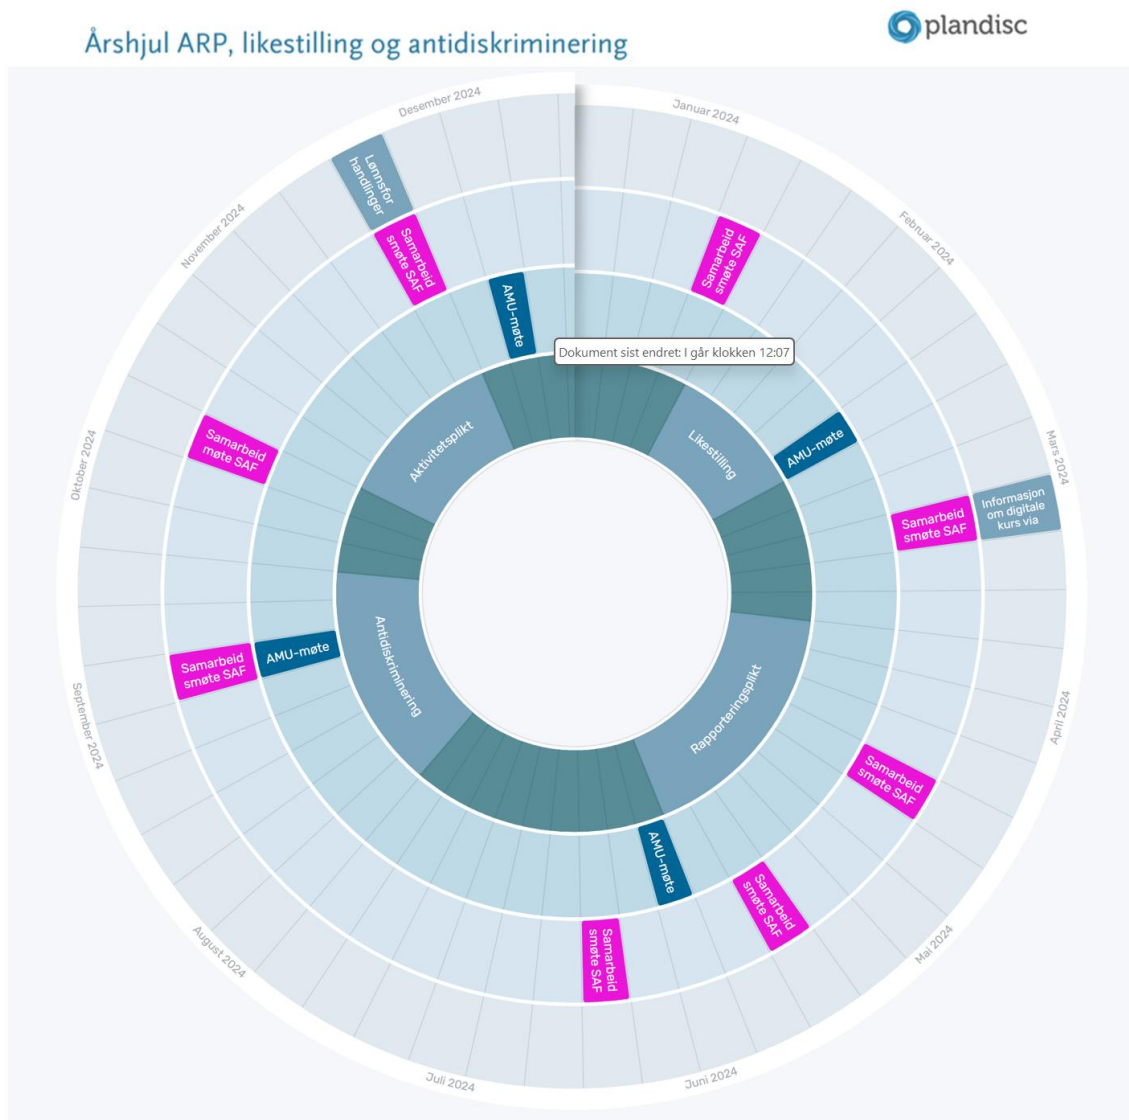 Årshjul ARP, likestilling og antidiskriminering
plandisc
Januar 2024
Februar 2024
Mars 2024
April 2024
Mai 2024
Juni 2024
Juli 2024
August 2024
September 2024
Oktober 2024
November 2024
Desember 2024
Informasjon
om digitale
kurs via
Lønnsfor
handlinger
Samarbeid
smøte SAF
Samarbeid
smøte SAF
Samarbeid
smøte SAF
Samarbeid
smøte SAF
Samarbeid
smøte SAF
Samarbeid
smøte SAF
Samarbeid
møte SAF
Samarbeid
smøte SAF
AMU-møte
AMU-møte
AMU-møte
AMU-møte
Dokument sist endret: I går klokken 12:07
Likestilling
Rapporteringsplikt
Antidiskriminering
Aktivitetsplikt